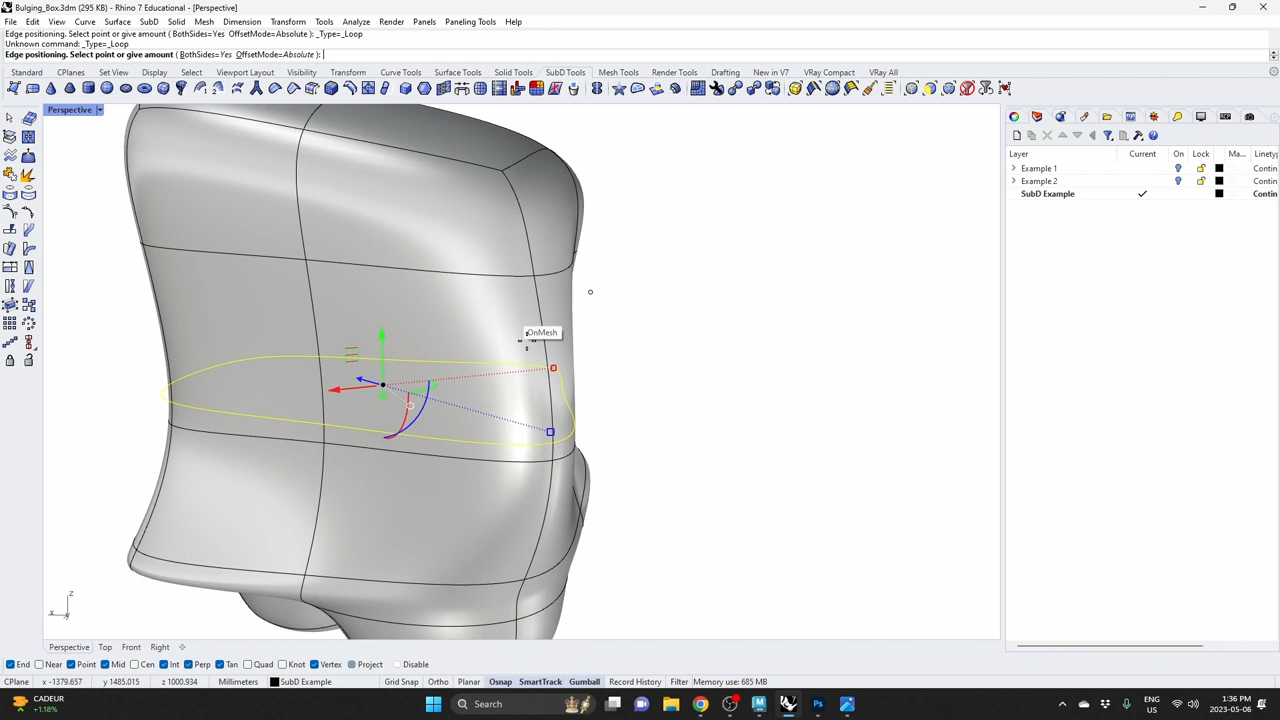 Bulging_Box.3dm (295 KB) - Rhino 7 Educational - [Perspective]
File Edit View Curve Surface SubD Solid Mesh Dimension Transform Tools Analyze Render Panels Paneling Tools Help
Edge positioning. Select point or give amount ( BothSides=Yes OffsetMode=Absolute ): _Type=_Loop
Unknown command: _Type=_Loop
Edge positioning. Select point or give amount ( BothSides=Yes OffsetMode=Absolute ):
Standard CPlanes Set View Display Select Viewport Layout Visibility Transform Curve Tools Surface Tools Solid Tools SubD Tools Mesh Tools Render Tools Drafting New in V7 VRay Compact VRay All
Perspective
Layer Current On Lock Ma... Linety
Example 1 Contin
Example 2 Contin
SubD Example Contin
OnMesh
z
x
Perspective Top Front Right
End Near Point Mid Cen Int Perp Tan Quad Knot Vertex Project Disable
CPlane x -1379.657 y 1485.015 z 1000.934 Millimeters SubD Example Grid Snap Ortho Planar Osnap SmartTrack Gumball Record History Filter Memory use: 685 MB
CADEUR
+1.18%
Search
ENG
US
1:36 PM
2023-05-06